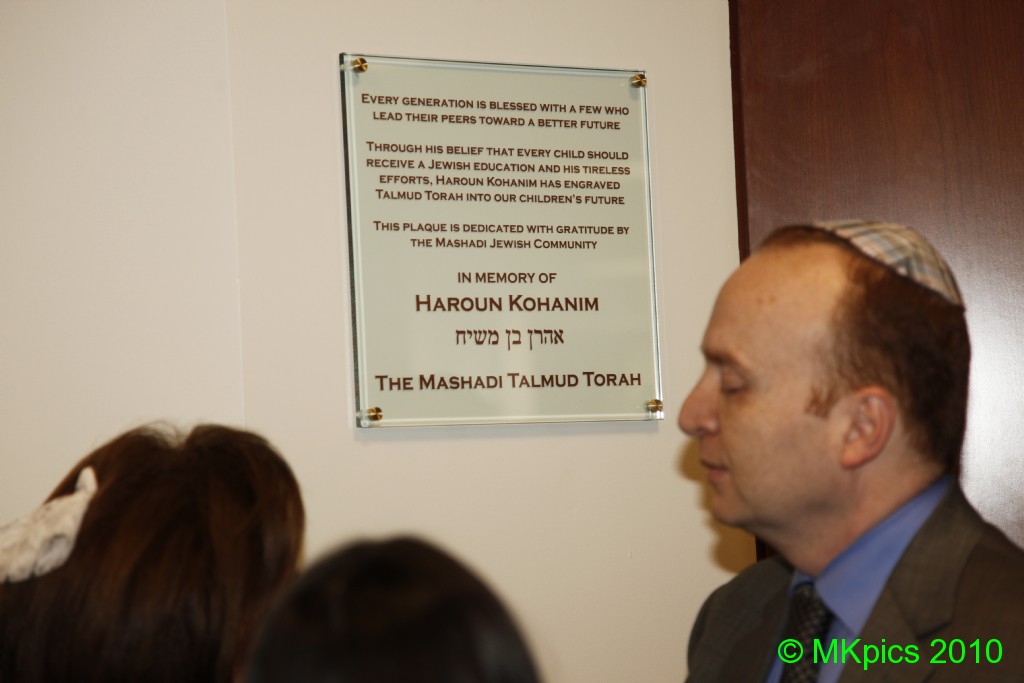 EVERY GENERATION IS BLESSED WITH A FEW WHO
LEAD THEIR PEERS TOWARD A BETTER FUTURE
THROUGH HIS BELIEF THAT EVERY CHILD SHOULD
RECEIVE A JEWISH EDUCATION AND HIS TIRELESS
EFFORTS, HAROUN KOHANIM HAS ENGRAVED
TALMUD TORAH INTO OUR CHILDREN'S FUTURE
THIS PLAQUE IS DEDICATED WITH GRATITUDE BY
THE MASHADI JEWISH COMMUNITY
IN MEMORY OF
HAROUN KOHANIM
אהרן בן משיח
THE MASHADI TALMUD TORAH
© MKpics 2010